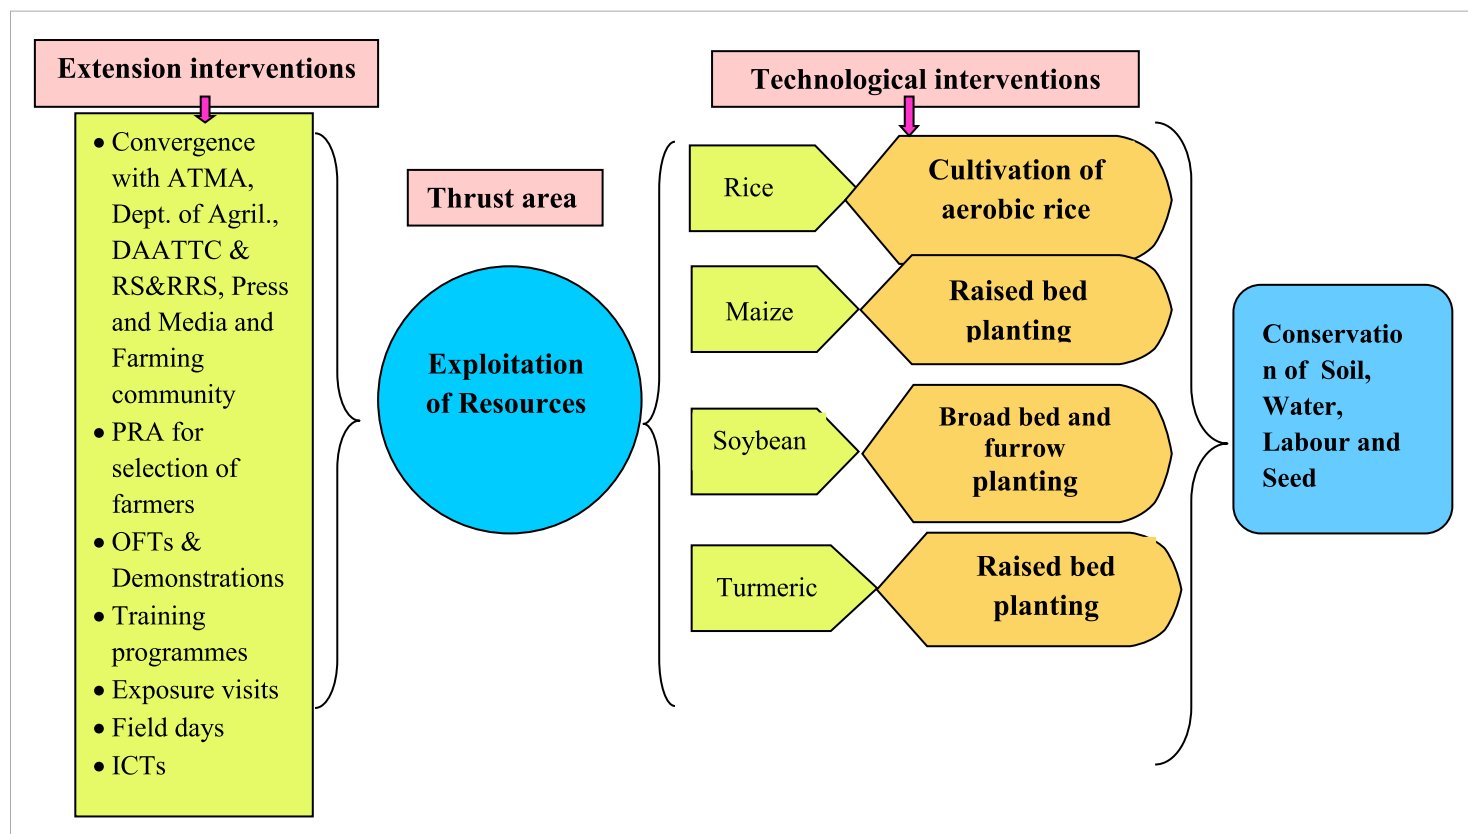 Extension interventions
• Convergence
with ATMA,
Dept. of Agril.,
DAATTC &
RS&RRS, Press
and Media and
Farming
community
• PRA for
selection of
farmers
• OFTs &
Demonstrations
• Training
programmes
• Exposure visits
• Field days
• ICTs
Thrust area
Exploitation
of Resources
Technological interventions
Rice
Cultivation of
aerobic rice
Maize
Raised bed
planting
Soybean
Broad bed and
furrow
planting
Turmeric
Raised bed
planting
Conservatio
n of  Soil,
Water,
Labour and
Seed